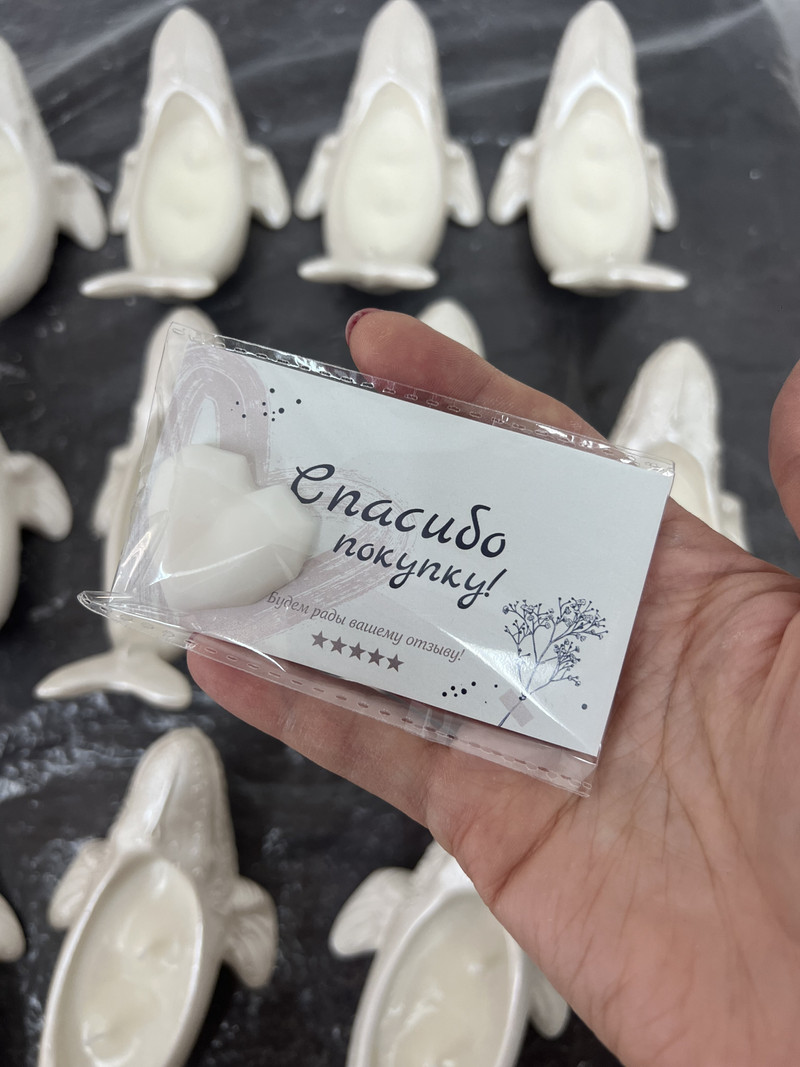 Спасибо
покупку!
Будем рады вашему отзыву!